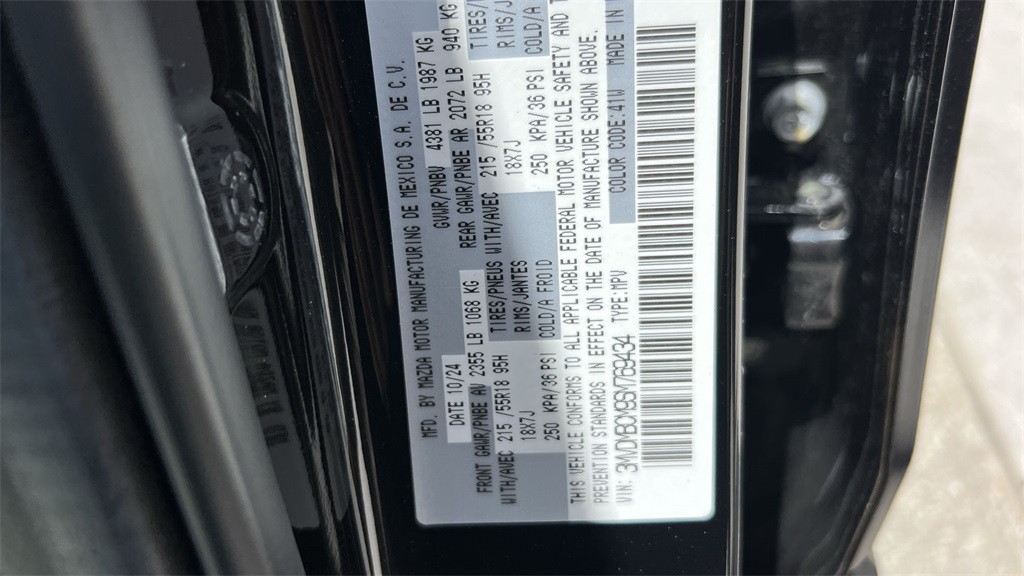 MFD. BY MAZDA MOTOR MANUFACTURING DE MEXICO S.A. DE C.V.
DATE 10/24 GVWR/PNBV 4381 LB 1987 KG
FRONT GAWR/PNBE AV 2355 LB 1068 KG REAR GAWR/PNBE AR 2072 LB 940 KG
WITH/AVEC 215 /55R18 95H TIRES/PNEUS WITH/AVEC 215 /55R18 95H TIRES/
18X7J RIMS/JANTES 18X7J RIMS/J
250 KPA/36 PSI COLD/A FROID 250 KPA/36 PSI COLD/A
THIS VEHICLE CONFORMS TO ALL APPLICABLE FEDERAL MOTOR VEHICLE SAFETY AND T
PREVENTION STANDARDS IN EFFECT ON THE DATE OF MANUFACTURE SHOWN ABOVE.
VIN: TYPE:MPV COLOR CODE:41W MADE IN